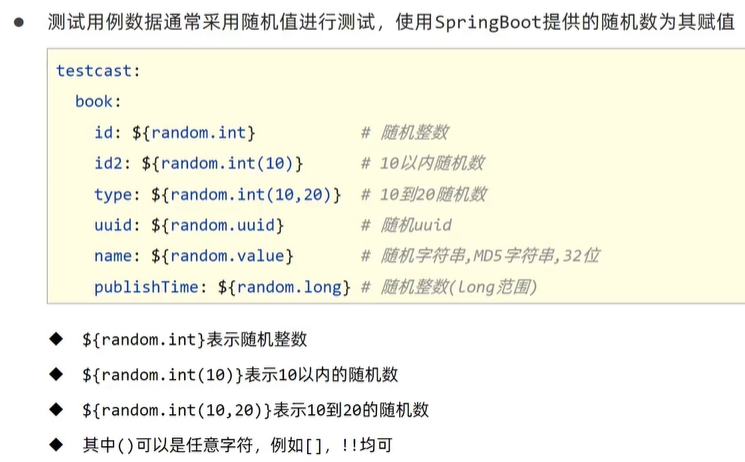 ● 测试用例数据通常采用随机值进行测试，使用SpringBoot提供的随机数为其赋值
testcast:
  book:
    id: ${random.int}           # 随机整数
    id2: ${random.int(10)}      # 10以内随机数
    type: ${random.int(10,20)}  # 10到20随机数
    uuid: ${random.uuid}        # 随机uuid
    name: ${random.value}       # 随机字符串,MD5字符串,32位
    publishTime: ${random.long} # 随机整数(long范围)
◆ ${random.int}表示随机整数
◆ ${random.int(10)}表示10以内的随机数
◆ ${random.int(10,20)}表示10到20的随机数
◆ 其中()可以是任意字符，例如[]，!!均可